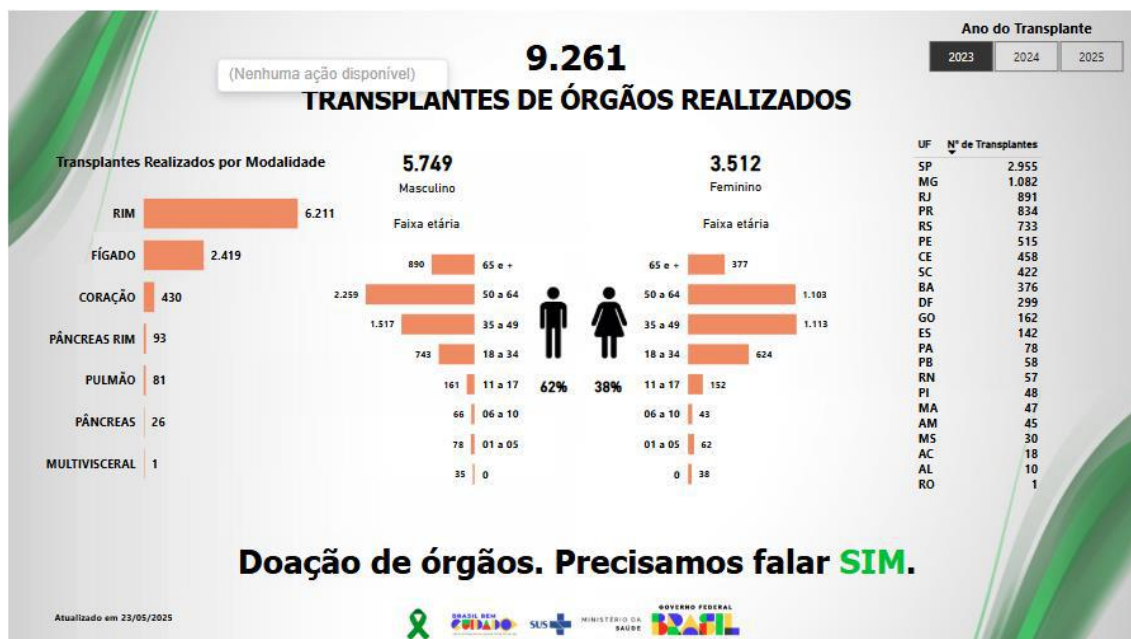 Ano do Transplante
2023 2024 2025
9.261
(Nenhuma ação disponível)
TRANSPLANTES DE ÓRGÃOS REALIZADOS
Transplantes Realizados por Modalidade
RIM 6.211
FÍGADO 2.419
CORAÇÃO 430
PÂNCREAS RIM 93
PULMÃO 81
PÂNCREAS 26
MULTIVISCERAL 1
5.749
Masculino
Faixa etária
890 65 e +
2.259 50 a 64
1.517 35 a 49
743 18 a 34
161 11 a 17
66 06 a 10
78 01 a 05
35 0
62% 38%
3.512
Feminino
Faixa etária
65 e + 377
50 a 64 1.103
35 a 49 1.113
18 a 34 624
11 a 17 152
06 a 10 43
01 a 05 62
0 38
UF Nº de Transplantes
SP 2.955
MG 1.082
RJ 891
PR 834
RS 733
PE 515
CE 458
SC 422
BA 376
DF 299
GO 162
ES 142
PA 78
PB 58
RN 57
PI 48
MA 47
AM 45
MS 30
AC 18
AL 10
RO 1
Doação de órgãos. Precisamos falar SIM.
Atualizado em 23/05/2025
BRASIL BEM
CUIDADO
SUS
MINISTÉRIO DA
SAÚDE
GOVERNO FEDERAL
BRASIL